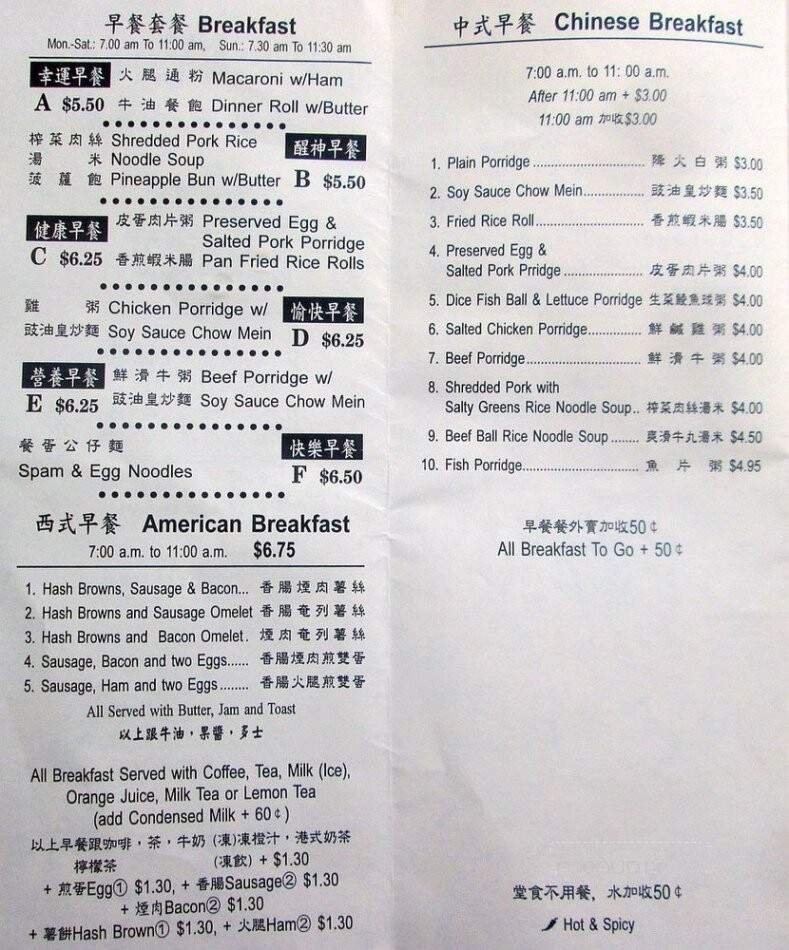 早餐套餐 Breakfast
Mon.-Sat.: 7.00 am To 11:00 am, Sun.: 7.30 am To 11:30 am
幸運早餐 火腿通粉 Macaroni w/Ham
A $5.50 牛油餐飽 Dinner Roll w/Butter
榨菜肉絲 Shredded Pork Rice 醒神早餐
湯米 Noodle Soup
菠蘿飽 Pineapple Bun w/Butter B $5.50
健康早餐 皮蛋肉片粥 Preserved Egg &
Salted Pork Porridge
C $6.25 香煎蝦米腸 Pan Fried Rice Rolls
雞粥 Chicken Porridge w/ 愉快早餐
豉油皇炒麵 Soy Sauce Chow Mein D $6.25
營養早餐 鮮滑牛粥 Beef Porridge w/
E $6.25 豉油皇炒麵 Soy Sauce Chow Mein
餐蛋公仔麵 快樂早餐
Spam & Egg Noodles F $6.50
西式早餐 American Breakfast
7:00 a.m. to 11:00 a.m. $6.75
1. Hash Browns, Sausage & Bacon... 香腸煙肉薯絲
2. Hash Browns and Sausage Omelet 香腸奄列薯絲
3. Hash Browns and Bacon Omelet. 煙肉奄列薯絲
4. Sausage, Bacon and two Eggs...... 香腸煙肉煎雙蛋
5. Sausage, Ham and two Eggs........ 香腸火腿煎雙蛋
All Served with Butter, Jam and Toast
以上跟牛油，果醬，多士
All Breakfast Served with Coffee, Tea, Milk (Ice),
Orange Juice, Milk Tea or Lemon Tea
(add Condensed Milk + 60¢)
以上早餐跟咖啡，茶，牛奶 (凍)凍橙汁，港式奶茶
檸檬茶 (凍飲) + $1.30
+ 煎蛋Egg① $1.30, + 香腸Sausage② $1.30
+ 煙肉Bacon② $1.30
+ 薯餅Hash Brown① $1.30, + 火腿Ham② $1.30
中式早餐 Chinese Breakfast
7:00 a.m. to 11: 00 a.m.
After 11:00 am + $3.00
11:00 am 加收$3.00
1. Plain Porridge ........................... 降火白粥 $3.00
2. Soy Sauce Chow Mein............... 豉油皇炒麵 $3.50
3. Fried Rice Roll........................... 香煎蝦米腸 $3.50
4. Preserved Egg &
Salted Pork Pridge ................... 皮蛋肉片粥 $4.00
5. Dice Fish Ball & Lettuce Porridge 生菜鯪魚球粥 $4.00
6. Salted Chicken Porridge............. 鮮鹹雞粥 $4.00
7. Beef Porridge............................ 鮮滑牛粥 $4.00
8. Shredded Pork with
Salty Greens Rice Noodle Soup.. 榨菜肉絲湯米 $4.00
9. Beef Ball Rice Noodle Soup ....... 爽滑牛丸湯米 $4.50
10. Fish Porridge............................ 魚片粥 $4.95
早餐餐外賣加收50¢
All Breakfast To Go + 50¢
堂食不用餐，水加收50¢
Hot & Spicy